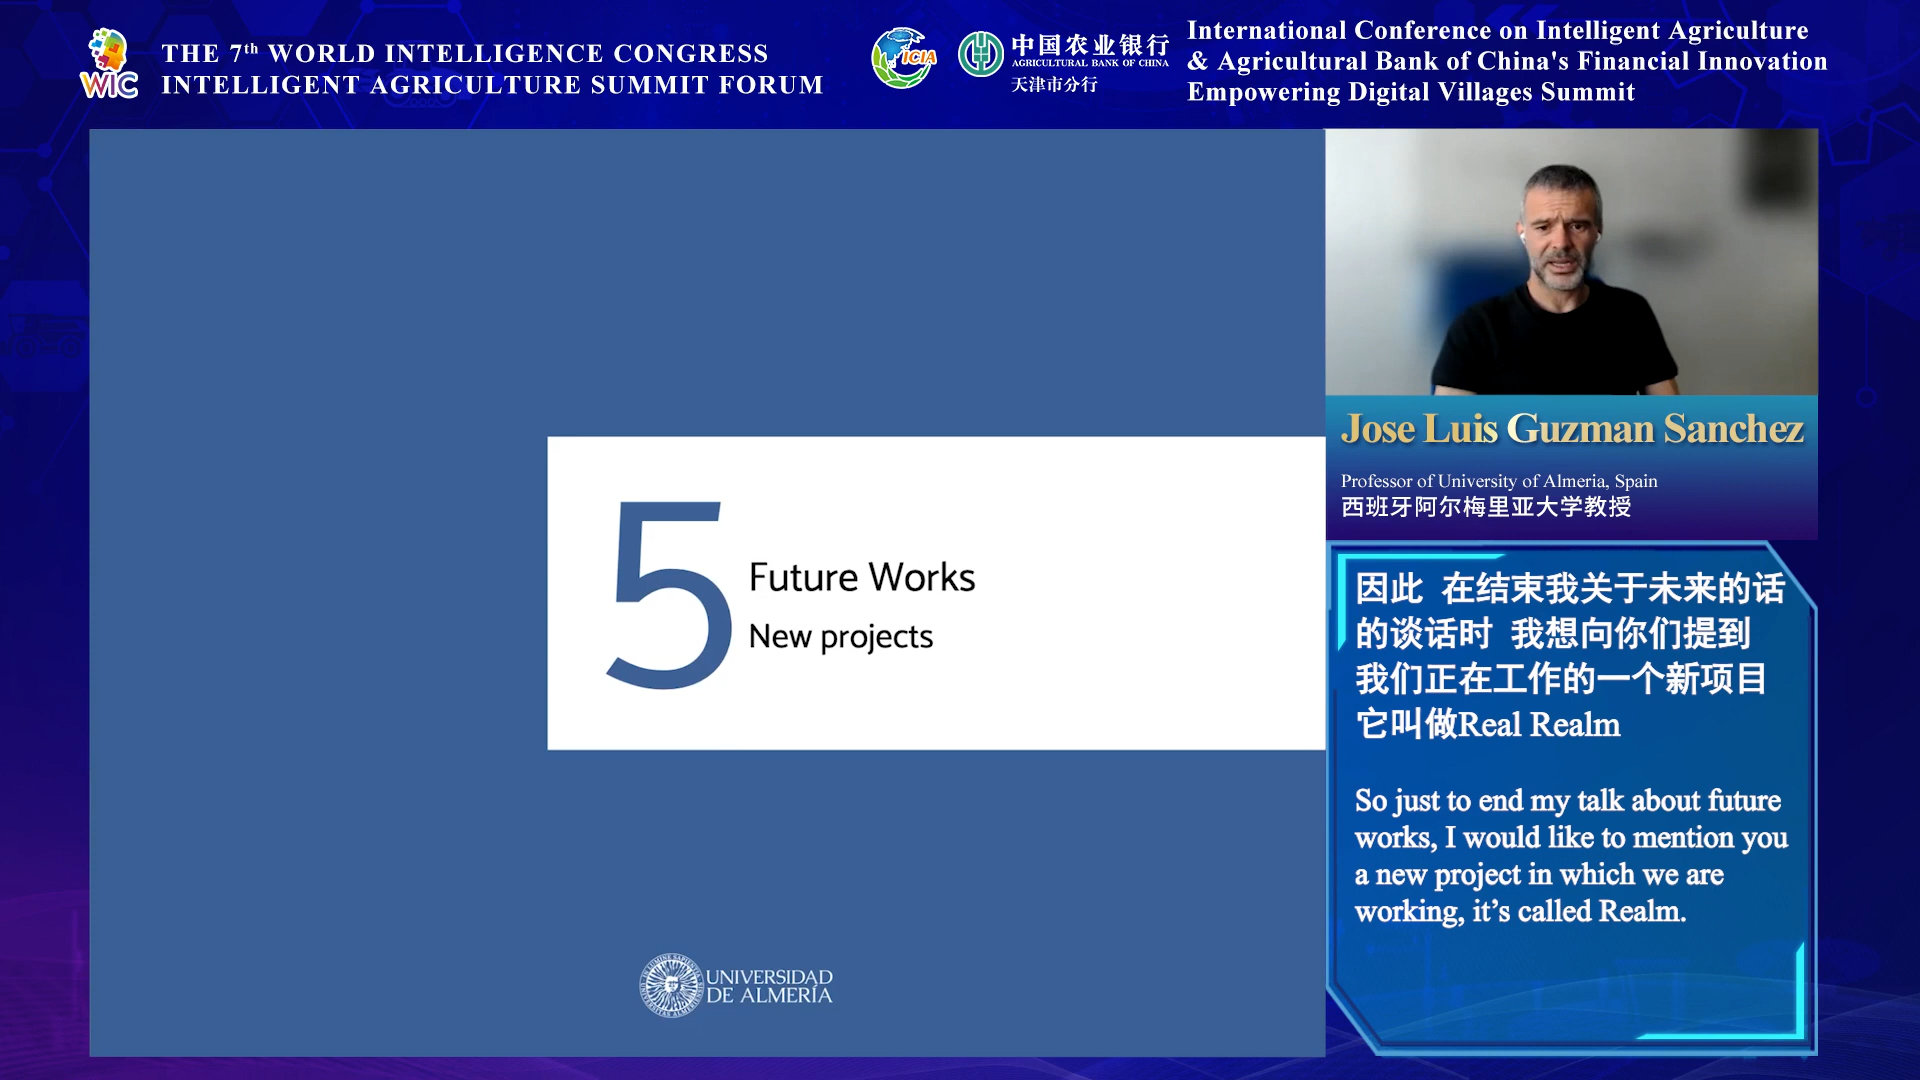 WIC
THE 7th WORLD INTELLIGENCE CONGRESS
INTELLIGENT AGRICULTURE SUMMIT FORUM
ICIA
中国农业银行
AGRICULTURAL BANK OF CHINA
天津市分行
International Conference on Intelligent Agriculture
& Agricultural Bank of China's Financial Innovation
Empowering Digital Villages Summit
5
Future Works
New projects
UNIVERSIDAD
DE ALMERÍA
Jose Luis Guzman Sanchez
Professor of University of Almeria, Spain
西班牙阿尔梅里亚大学教授
因此 在结束我关于未来的话
的谈话时 我想向你们提到
我们正在工作的一个新项目
它叫做Real Realm
So just to end my talk about future
works, I would like to mention you
a new project in which we are
working, it’s called Realm.